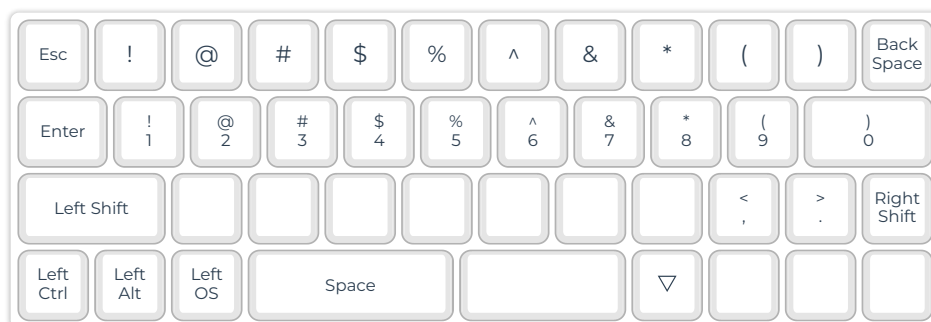 Esc ! @ # $ % ^ & * ( ) Back Space
Enter ! 1 @ 2 # 3 $ 4 % 5 ^ 6 & 7 * 8 ( 9 ) 0
Left Shift < , > . Right Shift
Left Ctrl Left Alt Left OS Space ▽